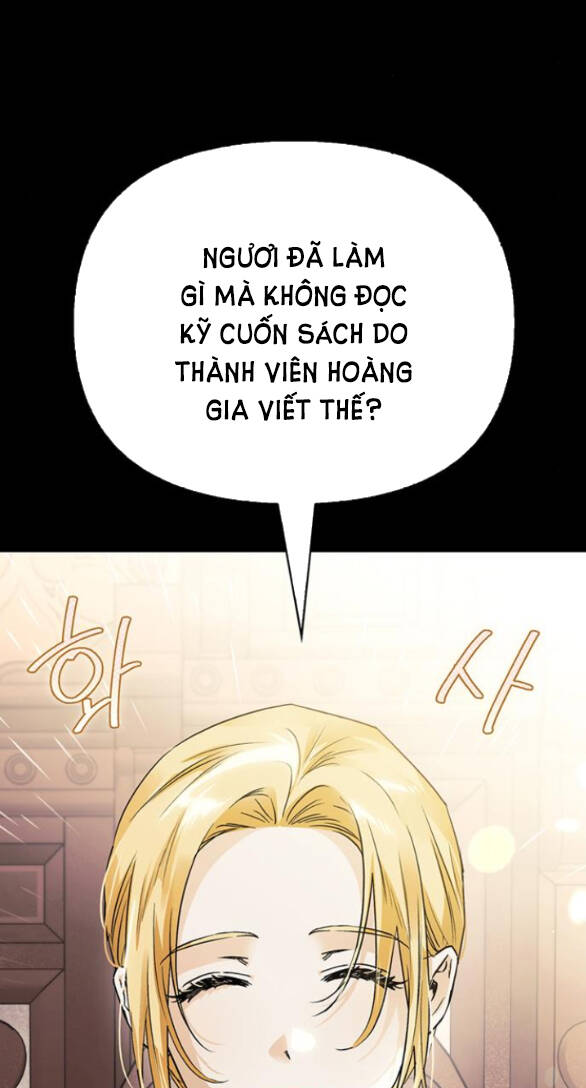 NGƯƠI ĐÃ LÀM
GÌ MÀ KHÔNG ĐỌC
KỸ CUỐN SÁCH DO
THÀNH VIÊN HOÀNG
GIA VIẾT THẾ?
화 사